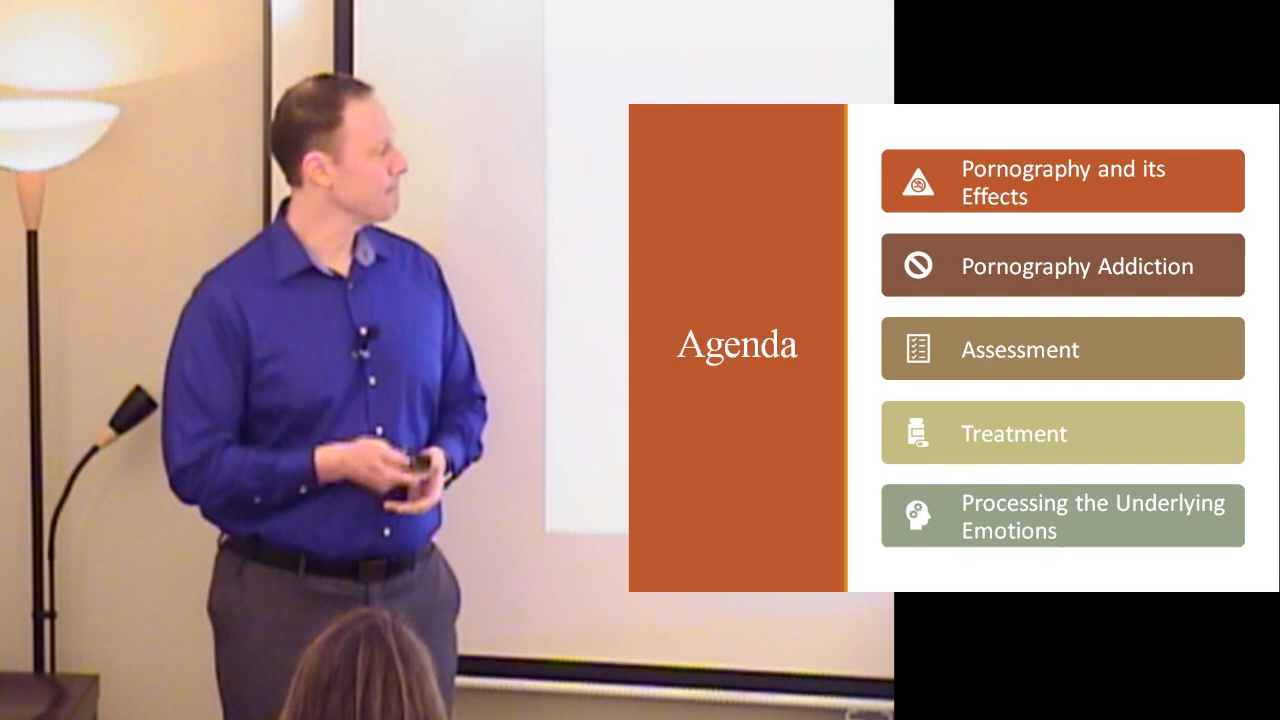 Agenda
Pornography and its
Effects
Pornography Addiction
Assessment
Treatment
Processing the Underlying
Emotions